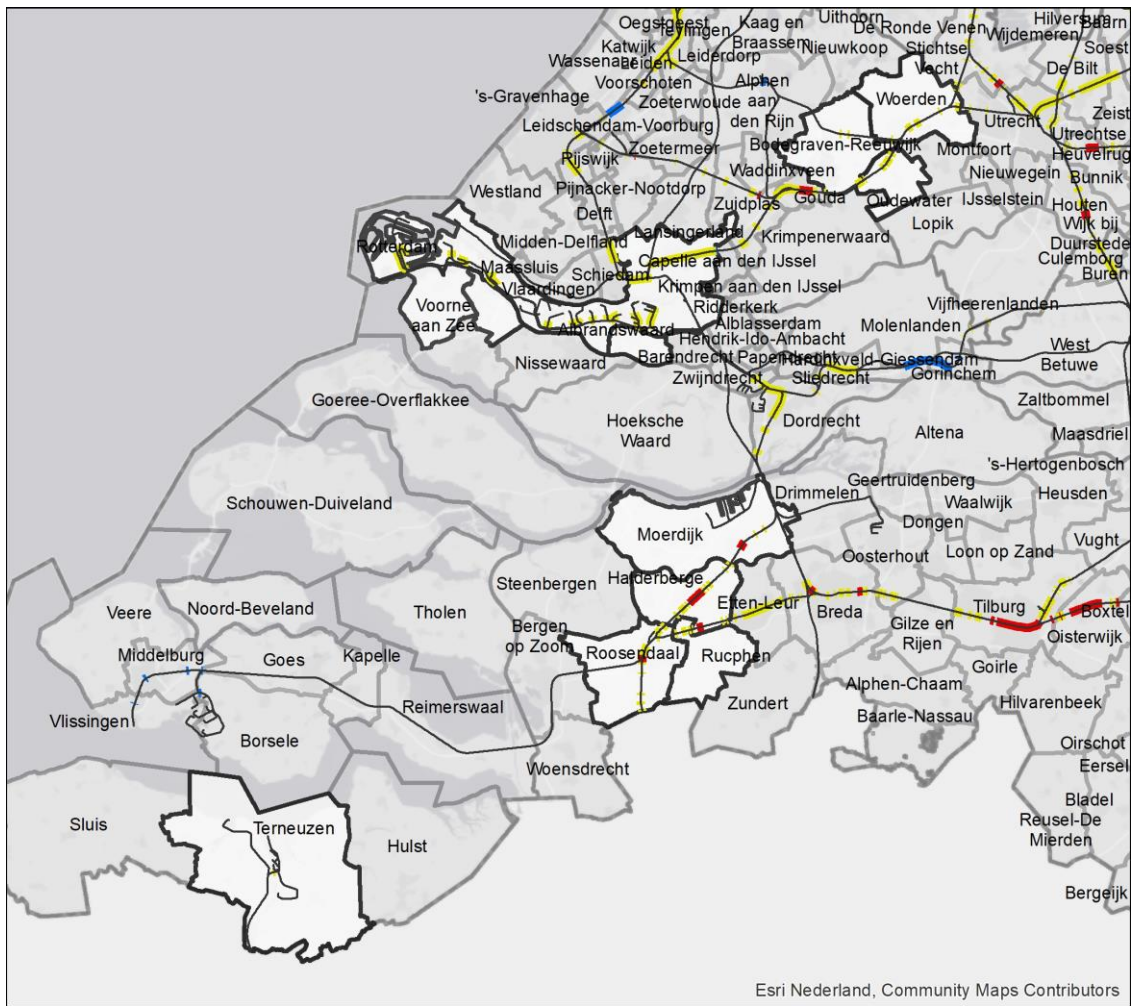 Oegstgeest
Teylingen
Kaag en
Braassem
Uithoorn
De Ronde Venen
Hilversum
Wijdemeren
Baarn
Katwijk
Leiderdorp
Nieuwkoop
Stichtse
Vecht
Soest
Wassenaar
Leiden
De Bilt
Voorschoten
Alphen
aan
den Rijn
's-Gravenhage
Zoeterwoude
Woerden
Zeist
Leidschendam-Voorburg
Utrecht
Utrechtse
Heuvelrug
Zoetermeer
Bodegraven-Reeuwijk
Montfoort
Rijswijk
Waddinxveen
Nieuwegein
Bunnik
Westland
Pijnacker-Nootdorp
Zuidplas
Gouda
Oudewater
IJsselstein
Houten
Delft
Lopik
Wijk bij
Duurstede
Rotterdam
Midden-Delfland
Lansingerland
Krimpenerwaard
Culemborg
Buren
Maassluis
Schiedam
Capelle aan den IJssel
Vlaardingen
Krimpen aan den IJssel
Voorne
aan Zee
Ridderkerk
Vijfheerenlanden
Albrandswaard
Alblasserdam
Molenlanden
Hendrik-Ido-Ambacht
West
Betuwe
Nissewaard
Barendrecht
Papendrecht
Hardinxveld-Giessendam
Gorinchem
Zwijndrecht
Sliedrecht
Goeree-Overflakkee
Zaltbommel
Hoeksche
Waard
Dordrecht
Altena
Maasdriel
's-Hertogenbosch
Schouwen-Duiveland
Drimmelen
Geertruidenberg
Waalwijk
Heusden
Moerdijk
Dongen
Vught
Oosterhout
Loon op Zand
Steenbergen
Halderberge
Veere
Noord-Beveland
Tholen
Etten-Leur
Breda
Tilburg
Boxtel
Bergen
op Zoom
Gilze en
Rijen
Oisterwijk
Middelburg
Goes
Kapelle
Roosendaal
Rucphen
Goirle
Alphen-Chaam
Reimerswaal
Zundert
Hilvarenbeek
Vlissingen
Baarle-Nassau
Borsele
Oirschot
Woensdrecht
Eersel
Bladel
Sluis
Terneuzen
Hulst
Reusel-De
Mierden
Bergeijk
Esri Nederland, Community Maps Contributors